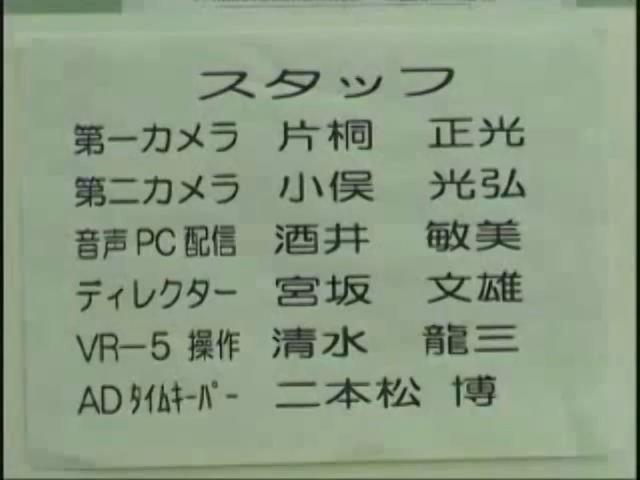 スタッフ
第一カメラ 片桐 正光
第二カメラ 小俣 光弘
音声PC配信 酒井 敏美
ディレクター 宮坂 文雄
VR-5 操作 清水 龍三
AD ﾀｲﾑｷｰﾊﾟｰ 二本松 博